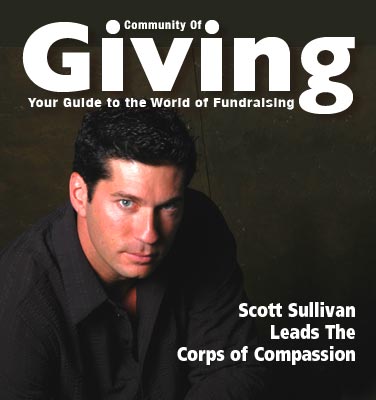 Community Of
Giving
Your Guide to the World of Fundraising
Scott Sullivan
Leads The
Corps of Compassion